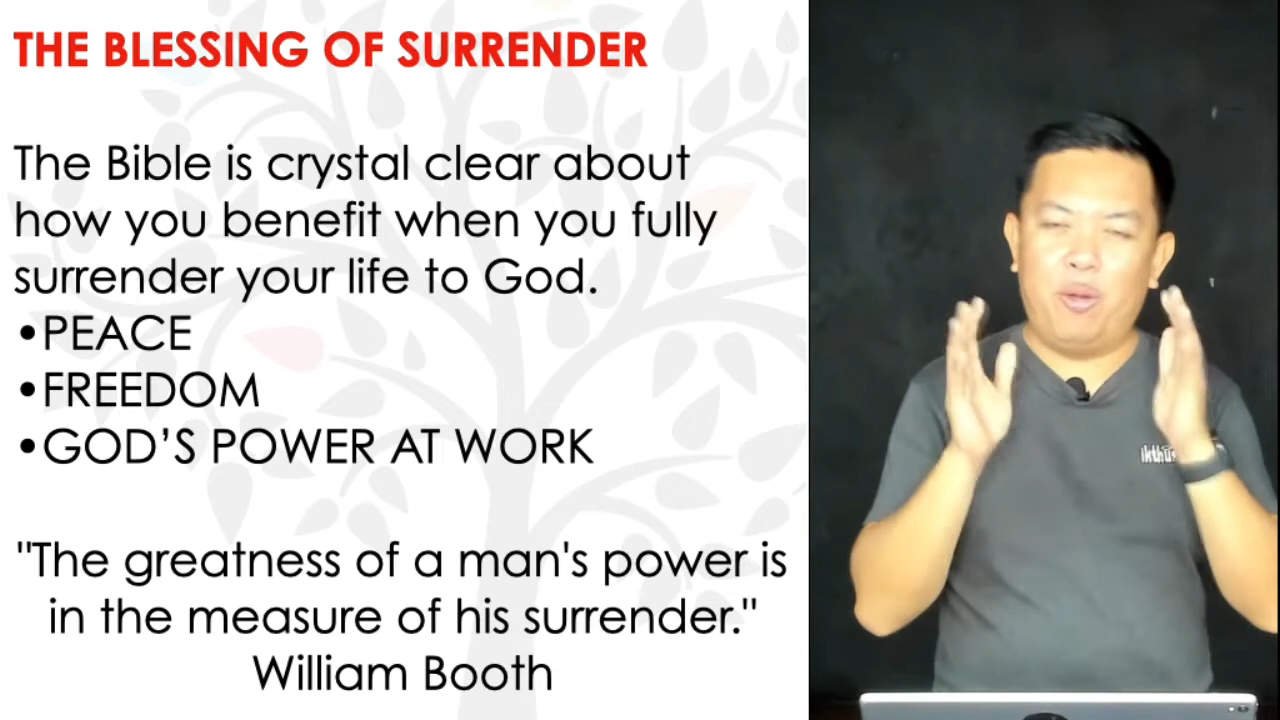 THE BLESSING OF SURRENDER
The Bible is crystal clear about
how you benefit when you fully
surrender your life to God.
•PEACE
•FREEDOM
•GOD’S POWER AT WORK
"The greatness of a man's power is
in the measure of his surrender."
William Booth